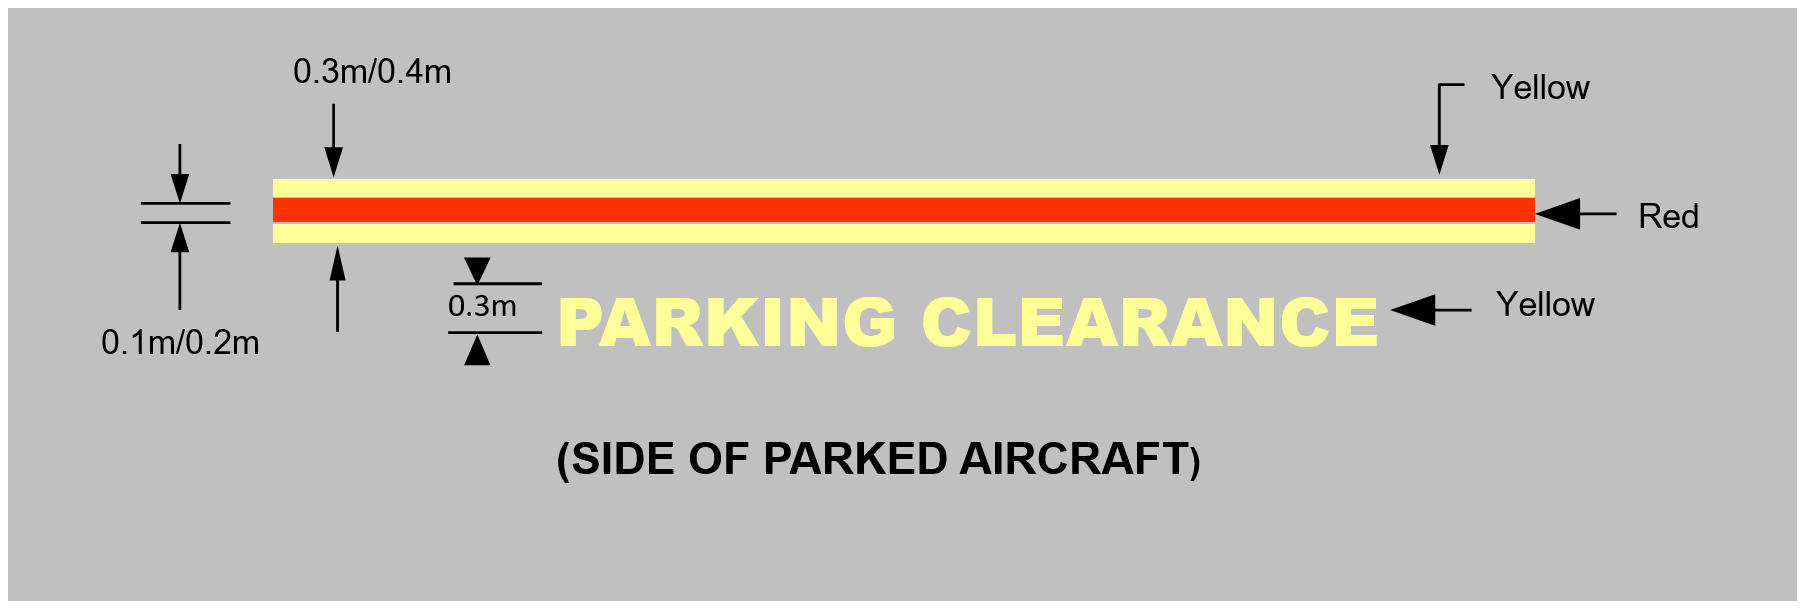 0.3m/0.4m
Yellow
Red
0.3m
PARKING CLEARANCE
Yellow
0.1m/0.2m
(SIDE OF PARKED AIRCRAFT)